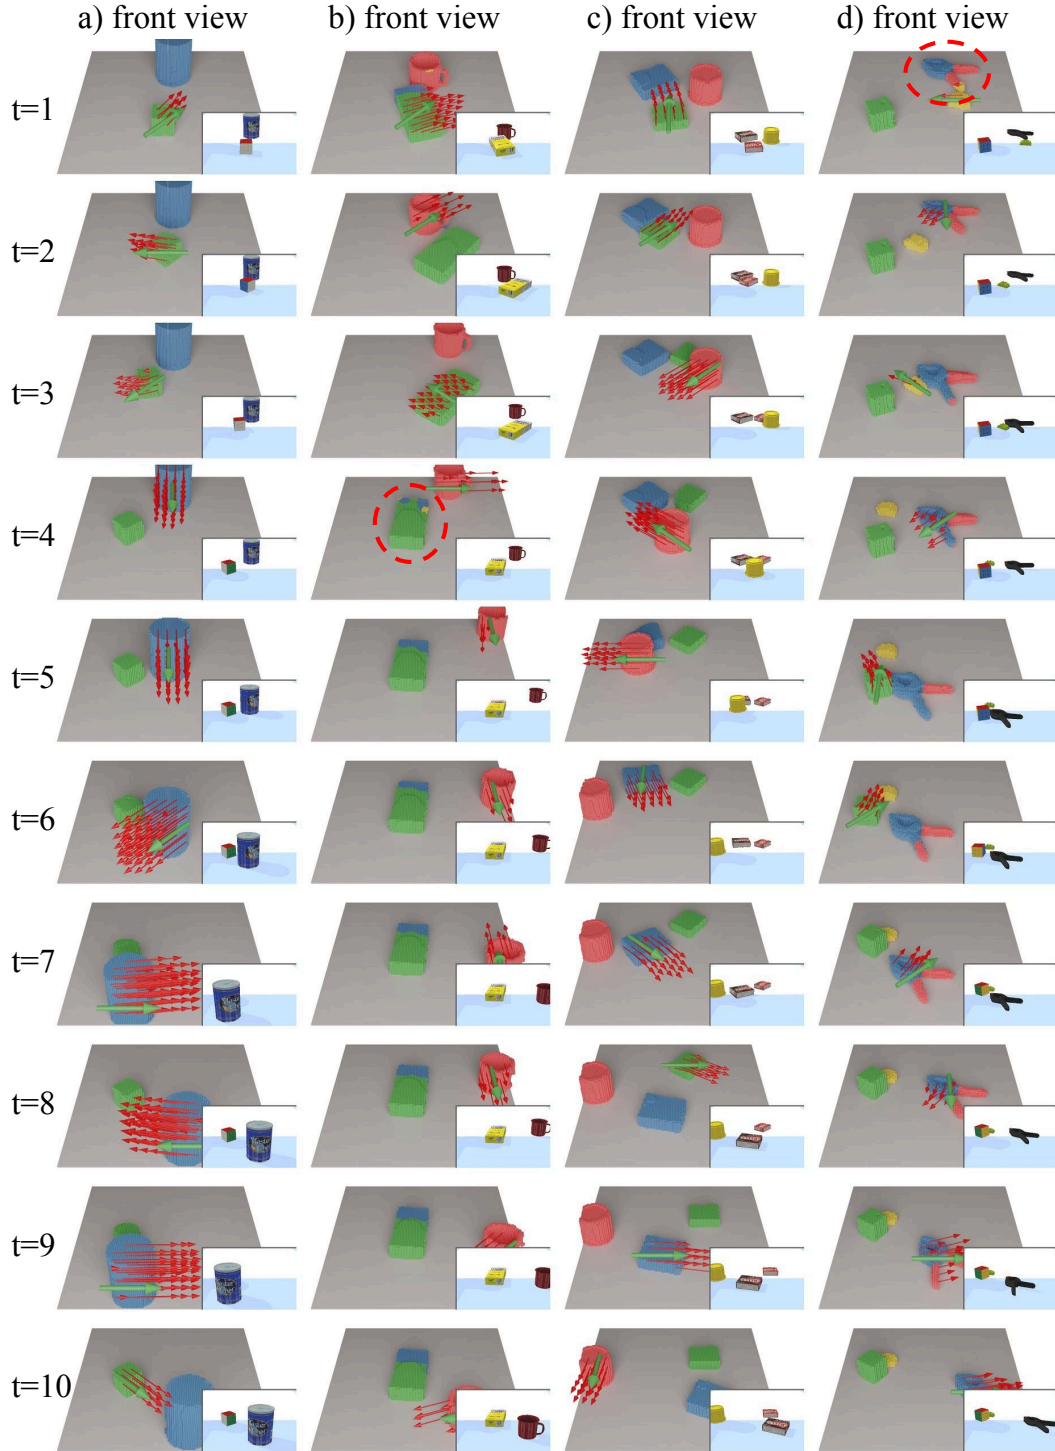 a) front view b) front view c) front view d) front view
t=1
t=2
t=3
t=4
t=5
t=6
t=7
t=8
t=9
t=10